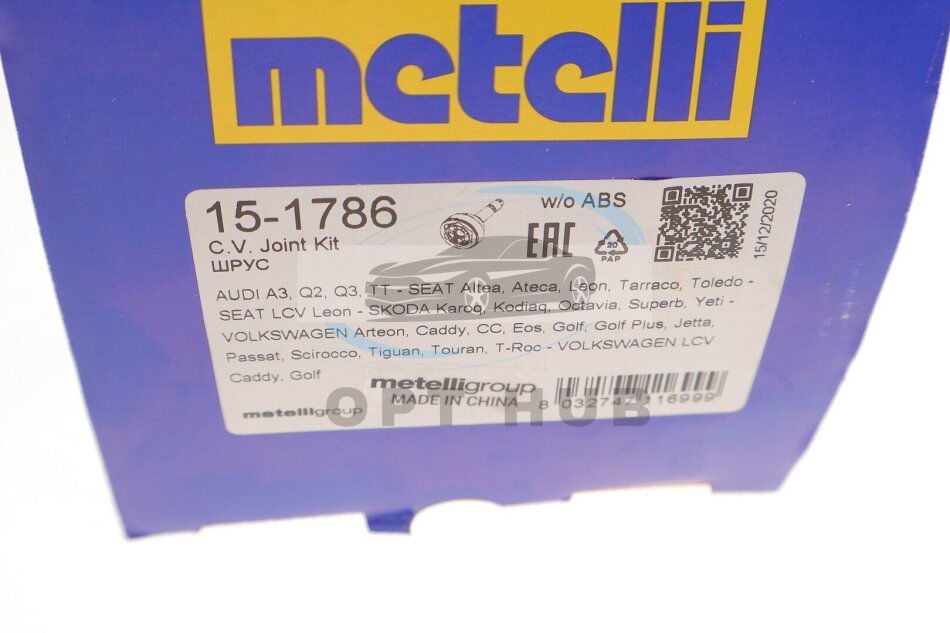 metelli
15-1786
w/o ABS
C.V. Joint Kit
ШРУС
EAC
20
PAP
15/12/2020
AUDI A3, Q2, Q3, TT - SEAT Altea, Ateca, Leon, Tarraco, Toledo -
SEAT LCV Leon - SKODA Karoq, Kodiaq, Octavia, Superb, Yeti -
VOLKSWAGEN Arteon, Caddy, CC, Eos, Golf, Golf Plus, Jetta,
Passat, Scirocco, Tiguan, Touran, T-Roc - VOLKSWAGEN LCV
Caddy, Golf
metelligroup
metelligroup
MADE IN CHINA
8 032747 116999
OPT HUB